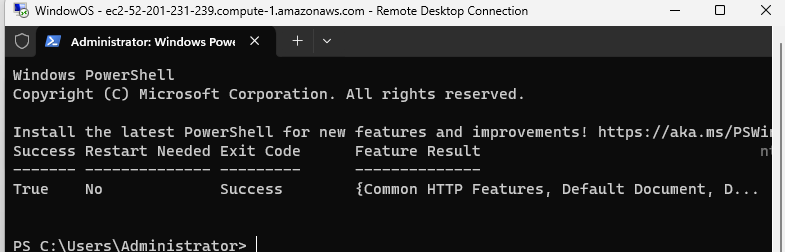 WindowOS - ec2-52-201-231-239.compute-1.amazonaws.com - Remote Desktop Connection
Administrator: Windows Powe
Windows PowerShell
Copyright (C) Microsoft Corporation. All rights reserved.
Install the latest PowerShell for new features and improvements! https://aka.ms/PSWin
Success Restart Needed Exit Code      Feature Result
------- -------------- ---------      --------------
True    No             Success        {Common HTTP Features, Default Document, D...
PS C:\Users\Administrator>